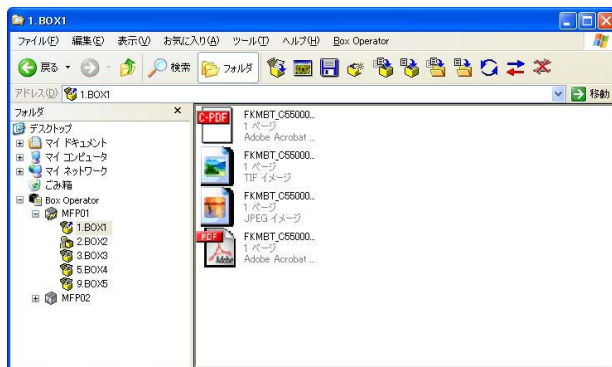 1.BOX1
ファイル(F) 編集(E) 表示(V) お気に入り(A) ツール(T) ヘルプ(H) Box Operator
戻る 検索 フォルダ
アドレス(D) 1.BOX1 移動
フォルダ ×
デスクトップ
マイ ドキュメント
マイ コンピュータ
マイ ネットワーク
ごみ箱
Box Operator
MFP01
1.BOX1
2.BOX2
3.BOX3
5.BOX4
9.BOX5
MFP02
C-PDF
FKMBT_C55000...
1 ページ
Adobe Acrobat ...
FKMBT_C55000...
1 ページ
TIF イメージ
FKMBT_C55000...
1 ページ
JPEG イメージ
PDF
Adobe
FKMBT_C55000...
1 ページ
Adobe Acrobat ...